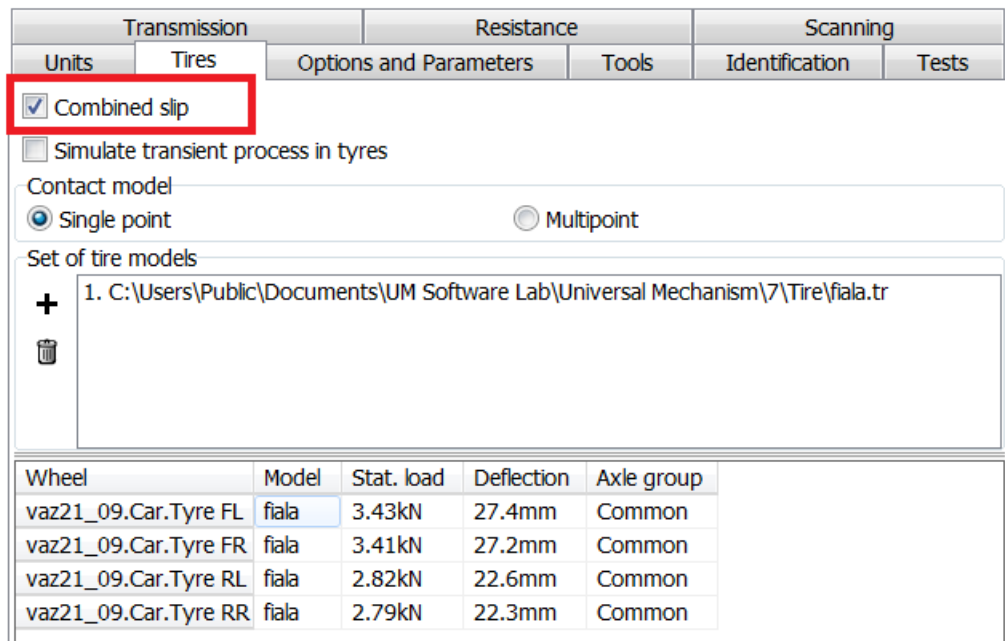 Transmission Resistance Scanning
Units Tires Options and Parameters Tools Identification Tests
Combined slip
Simulate transient process in tyres
Contact model
Single point Multipoint
Set of tire models
1. C:\Users\Public\Documents\UM Software Lab\Universal Mechanism\7\Tire\fiala.tr
Wheel Model Stat. load Deflection Axle group
vaz21_09.Car.Tyre FL fiala 3.43kN 27.4mm Common
vaz21_09.Car.Tyre FR fiala 3.41kN 27.2mm Common
vaz21_09.Car.Tyre RL fiala 2.82kN 22.6mm Common
vaz21_09.Car.Tyre RR fiala 2.79kN 22.3mm Common